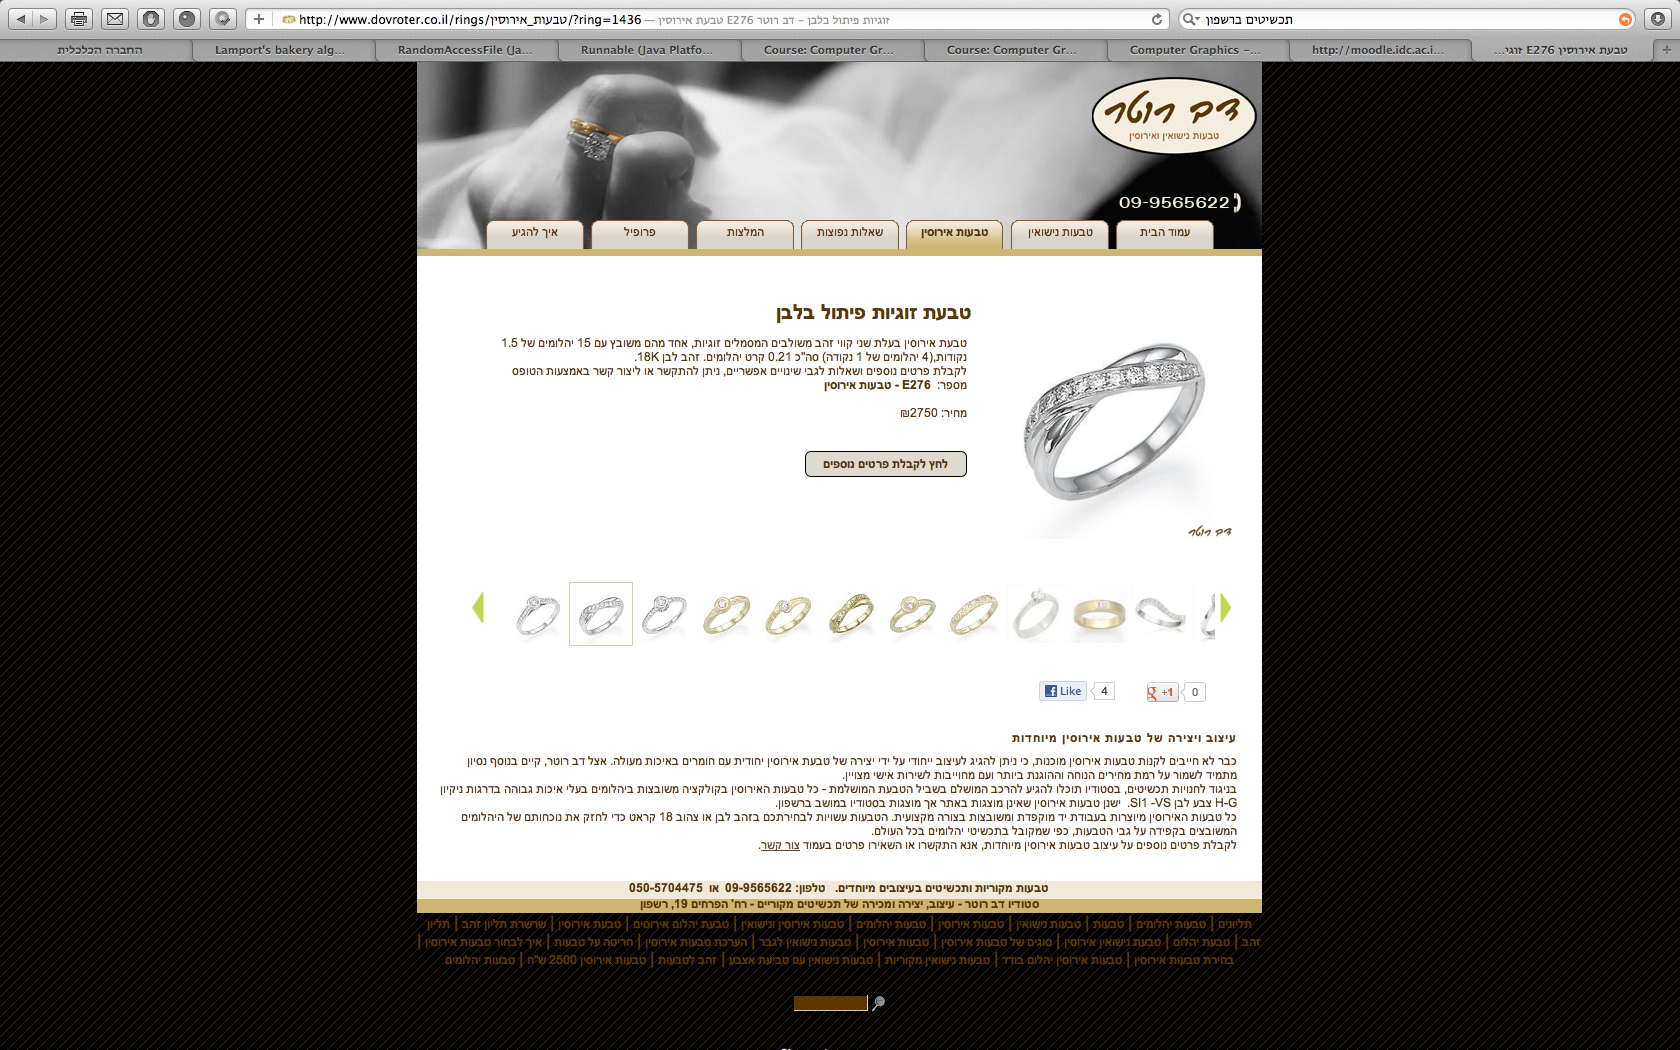 http://www.dovroter.co.il/rings/טבעות_אירוסין/?ring=1436 — טבעת אירוסין E276 זוגיות פיתול בלבן - דב רוטר
תכשיטים ברשפון
החברה הכלכלית
Lamport's bakery alg...
RandomAccessFile (Ja...
Runnable (Java Platfo...
Course: Computer Gr...
Course: Computer Gr...
Computer Graphics –...
http://moodle.idc.ac.i...
טבעת אירוסין E276 זוגי...
דב רוטר
טבעות נישואין ואירוסין
09-9565622
עמוד הבית
טבעות נישואין
טבעות אירוסין
שאלות נפוצות
המלצות
פרופיל
איך להגיע
טבעת זוגיות פיתול בלבן
טבעת אירוסין בעלת שני קווי זהב משולבים המסמלים זוגיות, אחד מהם משובץ עם 15 יהלומים של 1.5
נקודות,(4 יהלומים של 1 נקודה) סה"כ 0.21 קרט יהלומים. זהב לבן 18K.
לקבלת פרטים נוספים ושאלות לגבי שינויים אפשריים, ניתן להתקשר או ליצור קשר באמצעות הטופס
מספר: E276 - טבעות אירוסין
מחיר: 2750₪
לחץ לקבלת פרטים נוספים
דב רוטר
Like 4
+1 0
עיצוב ויצירה של טבעות אירוסין מיוחדות
כבר לא חייבים לקנות טבעות אירוסין מוכנות, כי ניתן להגיע לעיצוב ייחודי על ידי יצירה של טבעת אירוסין יחודית עם חומרים באיכות מעולה. אצל דב רוטר, קיים בנוסף נסיון
מתמיד לשמור על רמת מחירים הנוחה וההוגנת ביותר ועם מחוייבות לשירות אישי מצויין.
בניגוד לחנויות תכשיטים, בסטודיו תוכלו להגיע להרכב המושלם בשביל הטבעת המושלמת - כל טבעות האירוסין בקולקציה משובצות ביהלומים בעלי איכות גבוהה בדרגות ניקיון
H-G צבע לבן SI1 -VS. ישנן טבעות אירוסין שאינן מוצגות באתר אך מוצגות בסטודיו במושב ברשפון.
כל טבעות האירוסין מיוצרות בעבודת יד מוקפדת ומשובצות בצורה מקצועית. הטבעות עשויות לבחירתכם בזהב לבן או צהוב 18 קראט כדי לחזק את נוכחותם של היהלומים
המשובצים בקפידה על גבי הטבעות, כפי שמקובל בתכשיטי יהלומים בכל העולם.
לקבלת פרטים נוספים על עיצוב טבעות אירוסין מיוחדות, אנא התקשרו או השאירו פרטים בעמוד צור קשר.
טבעות מקוריות ותכשיטים בעיצובים מיוחדים. טלפון: 09-9565622 או 050-5704475
סטודיו דב רוטר - עיצוב, יצירה ומכירה של תכשיטים מקוריים - רח' הפרחים 19, רשפון
תליונים | טבעות יהלומים | טבעות | טבעות נישואין | טבעות אירוסין | טבעות יהלומים | טבעות אירוסין ונישואין | טבעת יהלום אירוסים | טבעת אירוסין | שרשרת תליון זהב | תליון
זהב | טבעת יהלום | טבעת נישואין אירוסין | סוגים של טבעות אירוסין | טבעות אירוסין | טבעות נישואין לגבר | הערכת טבעות אירוסין | חריטה על טבעות | איך לבחור טבעות אירוסין |
בחירת טבעות אירוסין | טבעות אירוסין יהלום בודד | טבעות נישואין מקוריות | טבעות נישואין עם טביעת אצבע | זהב לטבעות | טבעות אירוסין 2500 ש"ח | טבעות יהלומים